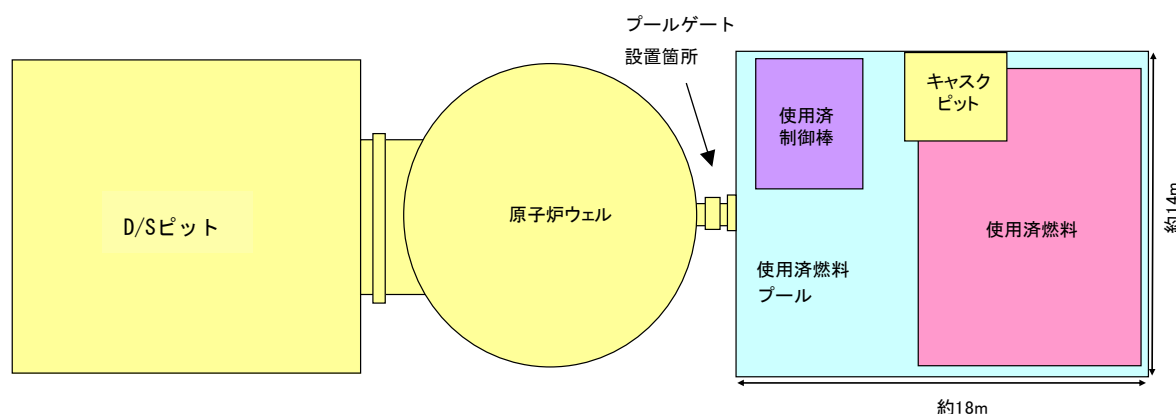 プールゲート
設置箇所
キャスク
ピット
使用済
制御棒
D/Sピット
原子炉ウェル
使用済燃料
使用済燃料
プール
約14m
約18m